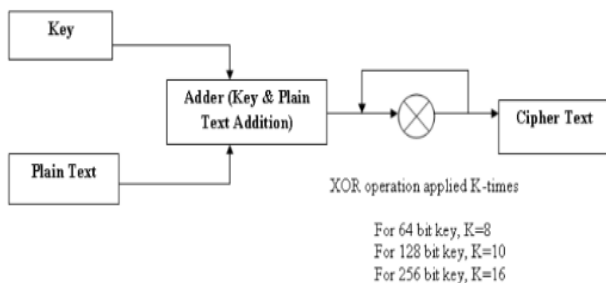 Key
Adder (Key & Plain
Text Addition)
Plain Text
Cipher Text
XOR operation applied K-times
For 64 bit key, K=8
For 128 bit key, K=10
For 256 bit key, K=16